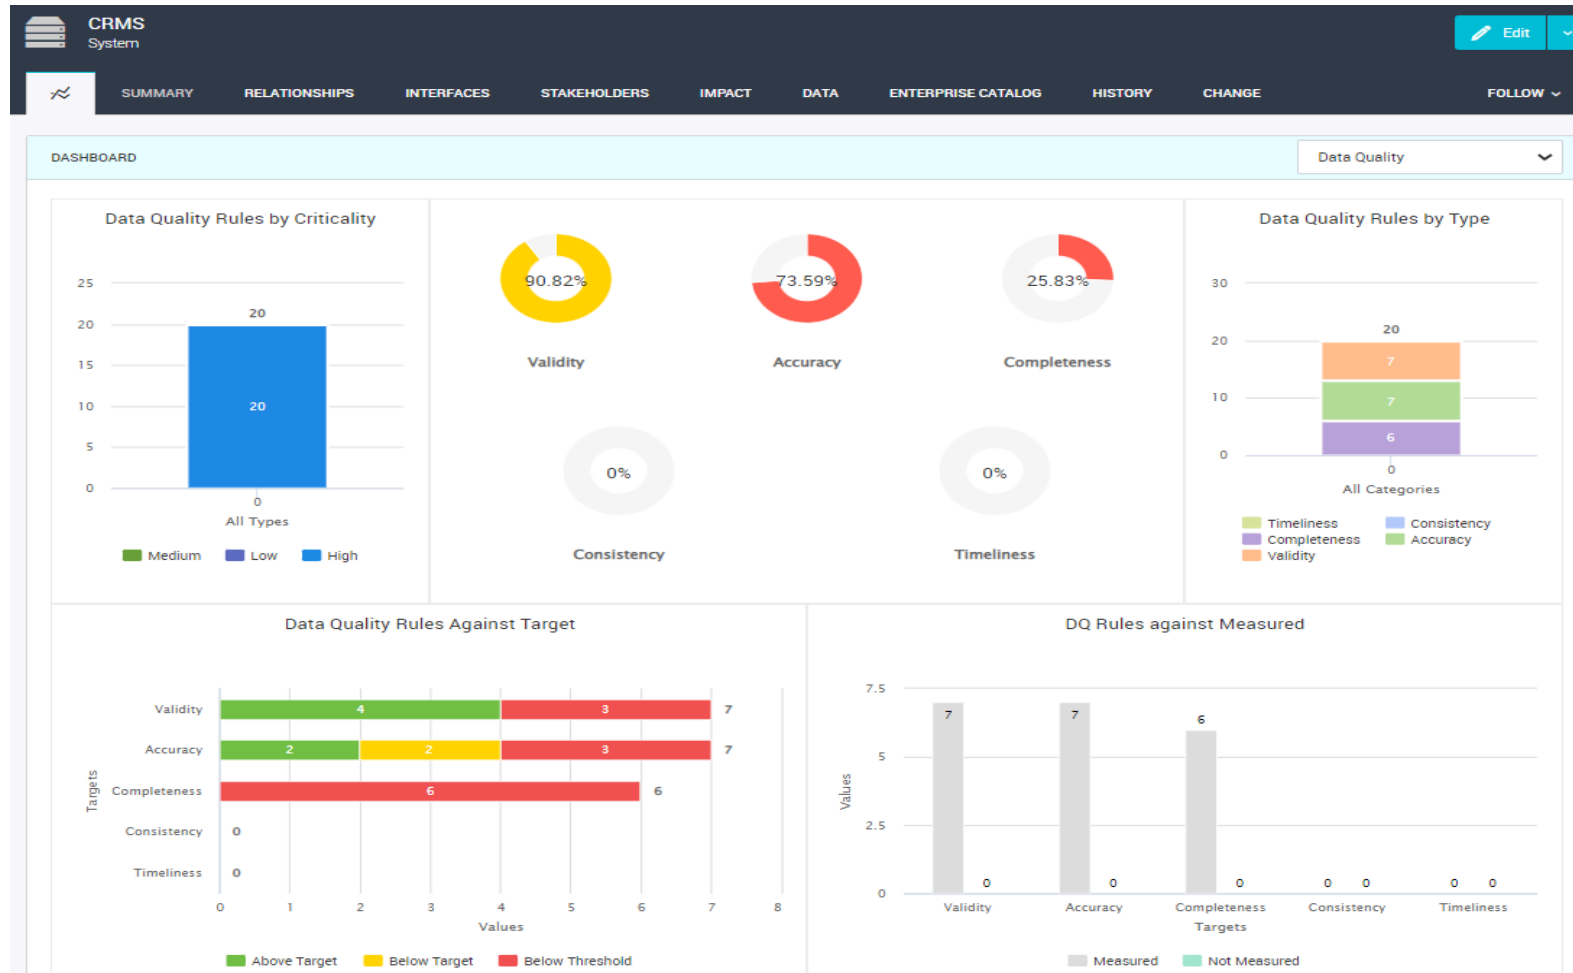 CRMS
System
Edit
SUMMARY RELATIONSHIPS INTERFACES STAKEHOLDERS IMPACT DATA ENTERPRISE CATALOG HISTORY CHANGE FOLLOW
DASHBOARD
Data Quality
Data Quality Rules by Criticality
25
20
15
10
5
0
20
20
0
All Types
Medium Low High
90.82%
Validity
73.59%
Accuracy
25.83%
Completeness
0%
Consistency
0%
Timeliness
Data Quality Rules by Type
30
20
10
0
20
7
7
6
0
All Categories
Timeliness Consistency
Completeness Accuracy
Validity
Data Quality Rules Against Target
Targets
Validity 4 3 7
Accuracy 2 2 3 7
Completeness 6 6
Consistency 0
Timeliness 0
0 1 2 3 4 5 6 7 8
Values
Above Target Below Target Below Threshold
DQ Rules against Measured
Values
7.5
5
2.5
0
7 0 7 0 6 0 0 0 0 0
Validity Accuracy Completeness Consistency Timeliness
Targets
Measured Not Measured